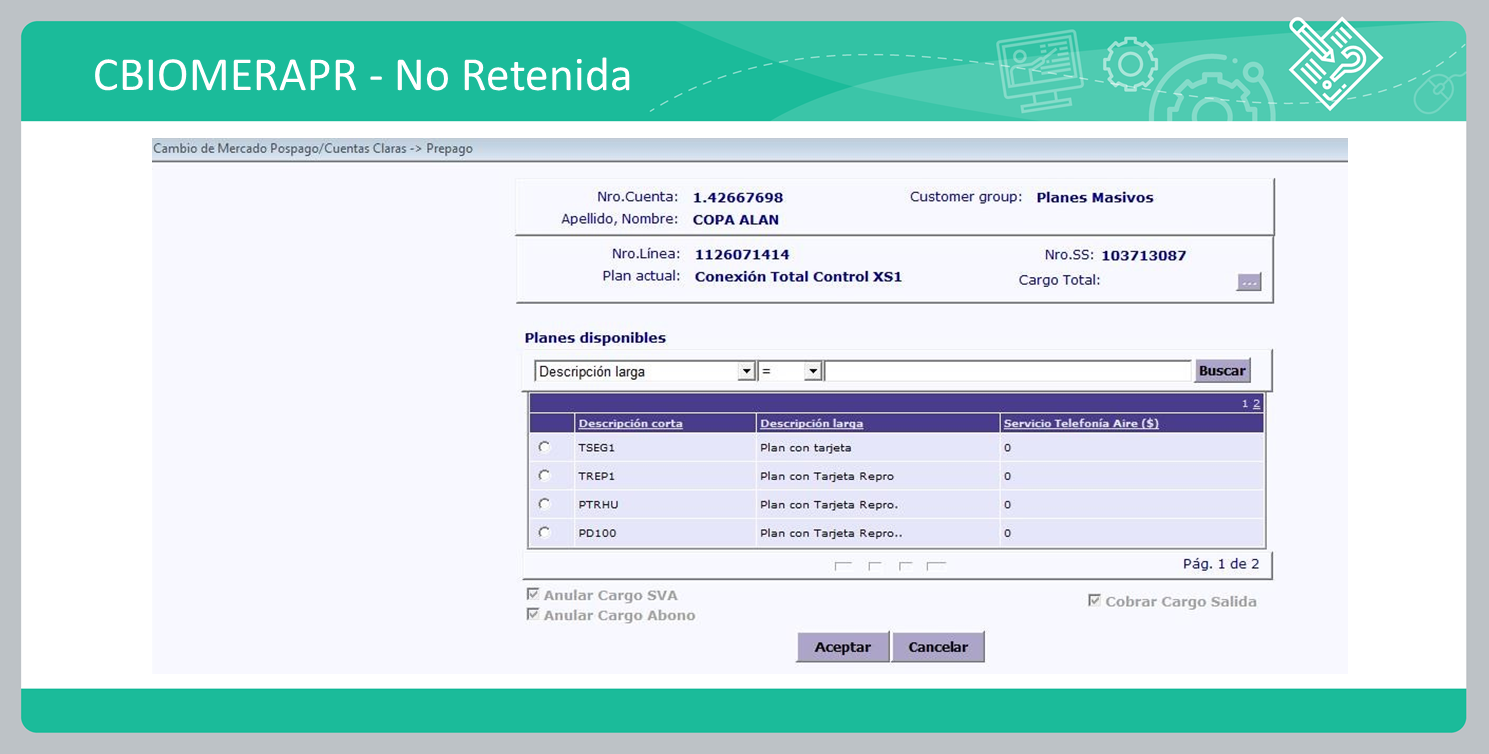 CBIOMERAPR - No Retenida
Cambio de Mercado Pospago/Cuentas Claras -> Prepago
Nro.Cuenta: 1.42667698 Customer group: Planes Masivos
Apellido, Nombre: COPA ALAN
Nro.Línea: 1126071414 Nro.SS: 103713087
Plan actual: Conexión Total Control XS1 Cargo Total: ...
Planes disponibles
Descripción larga = Buscar
1 2
Descripción corta Descripción larga Servicio Telefonía Aire ($)
TSEG1 Plan con tarjeta 0
TREP1 Plan con Tarjeta Repro 0
PTRHU Plan con Tarjeta Repro. 0
PD100 Plan con Tarjeta Repro.. 0
Pág. 1 de 2
Anular Cargo SVA Cobrar Cargo Salida
Anular Cargo Abono
Aceptar Cancelar